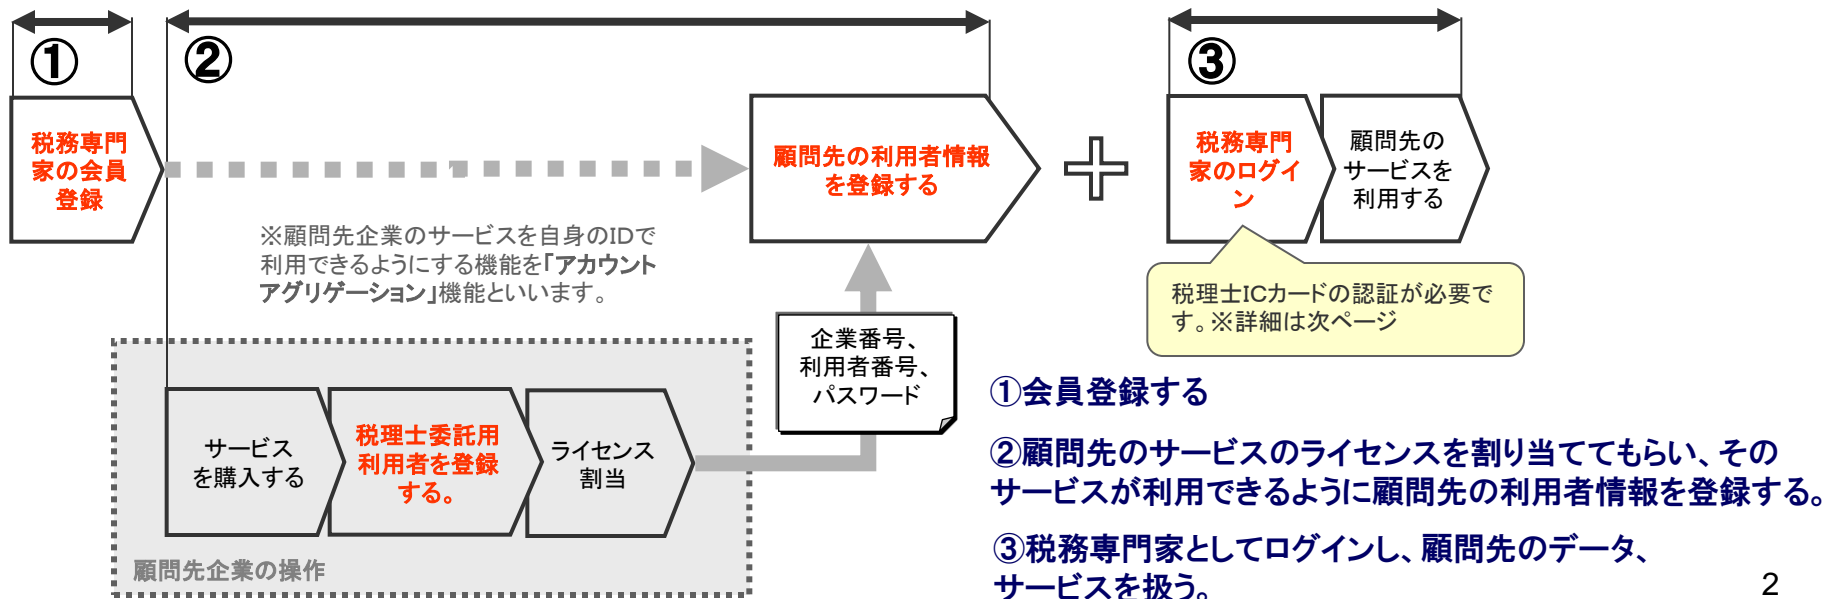 ①
②
③
税務専門
家の会員
登録
顧問先の利用者情報
を登録する
税務専門
家のログイ
ン
顧問先の
サービスを
利用する
※顧問先企業のサービスを自身のIDで
利用できるようにする機能を「アカウント
アグリゲーション」機能といいます。
税理士ICカードの認証が必要で
す。※詳細は次ページ
企業番号、
利用者番号、
パスワード
サービス
を購入する
税理士委託用
利用者を登録
する。
ライセンス
割当
顧問先企業の操作
①会員登録する
②顧問先のサービスのライセンスを割り当ててもらい、その
サービスが利用できるように顧問先の利用者情報を登録する。
③税務専門家としてログインし、顧問先のデータ、
サービスを扱う。
2